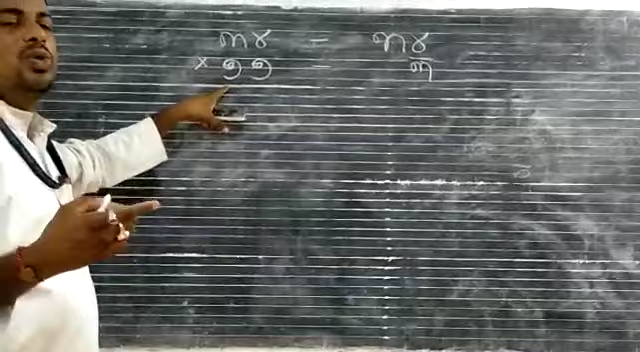 ୩୪ = ୩୪
× ୧୧ ୩